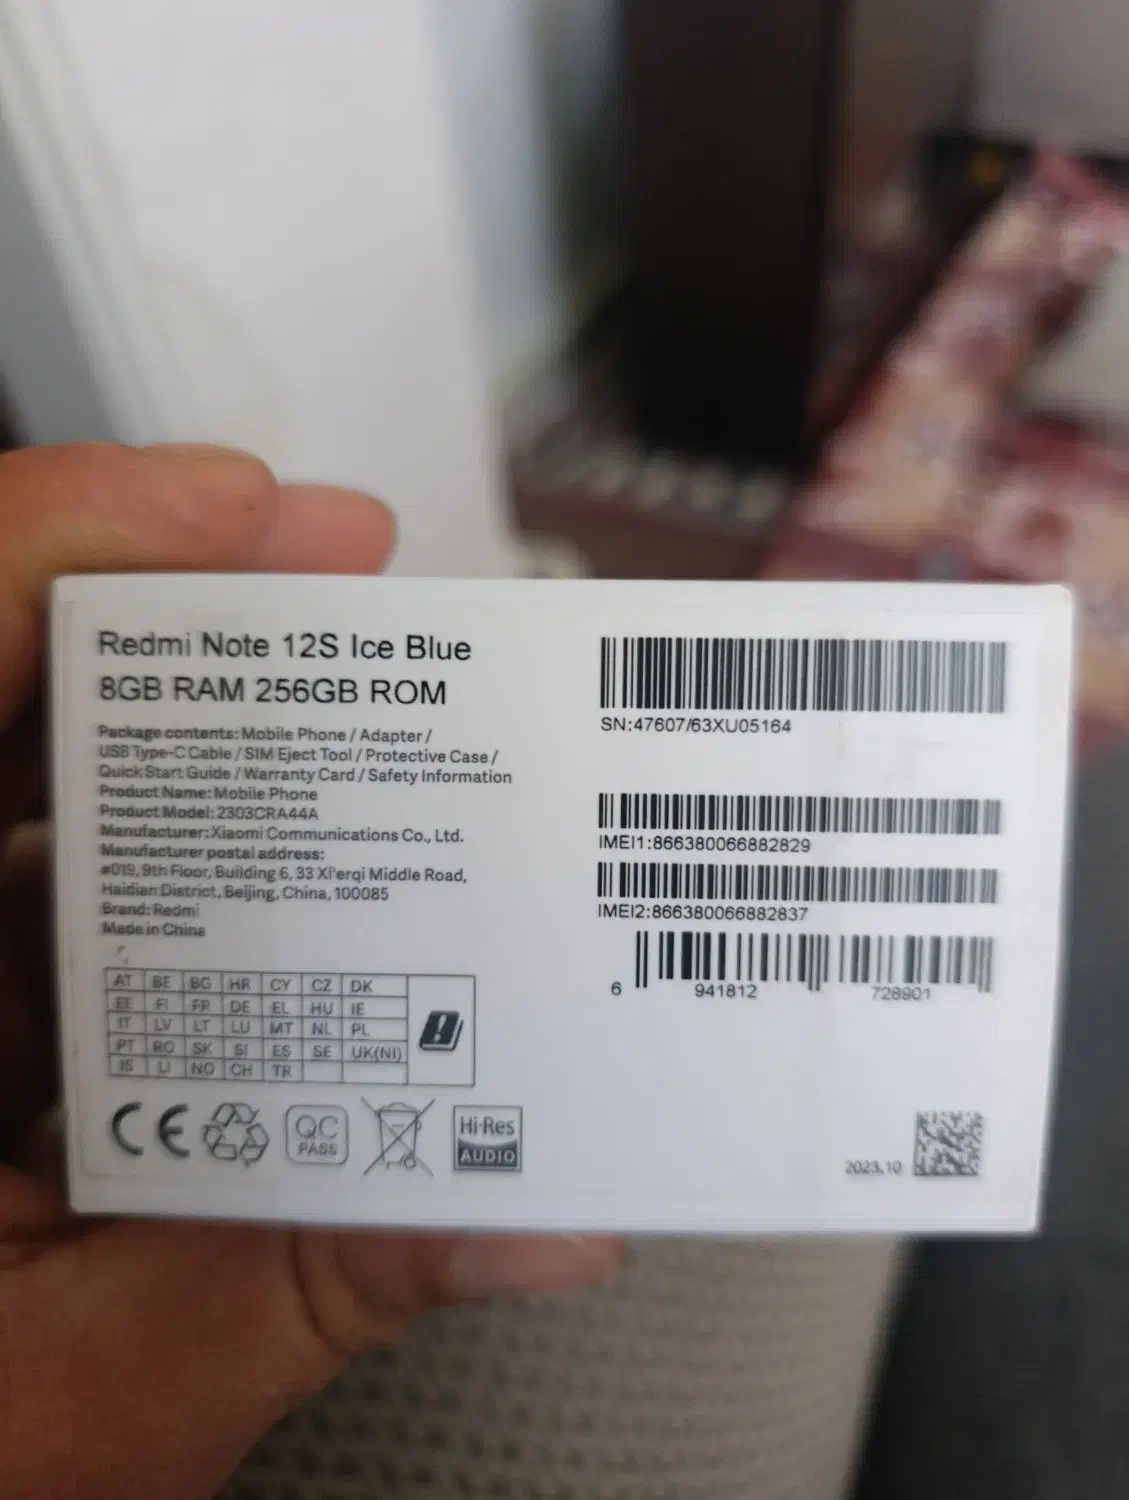 Redmi Note 12S Ice Blue
8GB RAM 256GB ROM
Package contents: Mobile Phone / Adapter /
USB Type-C Cable / SIM Eject Tool / Protective Case /
Quick Start Guide / Warranty Card / Safety Information
Product Name: Mobile Phone
Product Model: 2303CRA44A
Manufacturer: Xiaomi Communications Co., Ltd.
Manufacturer postal address:
#019, 9th Floor, Building 6, 33 Xi'erqi Middle Road,
Haidian District, Beijing, China, 100085
Brand: Redmi
Made in China
AT BE BG HR CY CZ DK
EE FI FR DE EL HU IE
IT LV LT LU MT NL PL
PT RO SK SI ES SE UK(NI)
IS LI NO CH TR
!
CE
QC
PASS
Hi-Res
AUDIO
SN:47607/63XU05164
IMEI1:866380066882829
IMEI2:866380066882837
6 941812 728901
2023.10